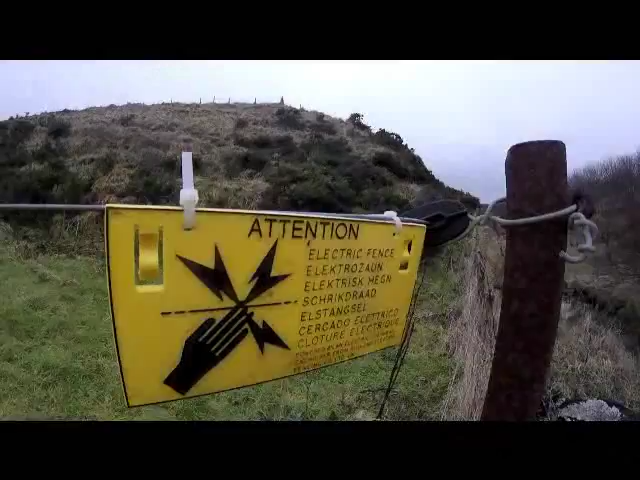 ATTENTION
ELECTRIC FENCE
ELEKTROZAUN
ELEKTRISK HEGN
SCHRIKDRAAD
ELSTANGSEL
CERCADO ELECTRICO
CLOTURE ELECTRIQUE